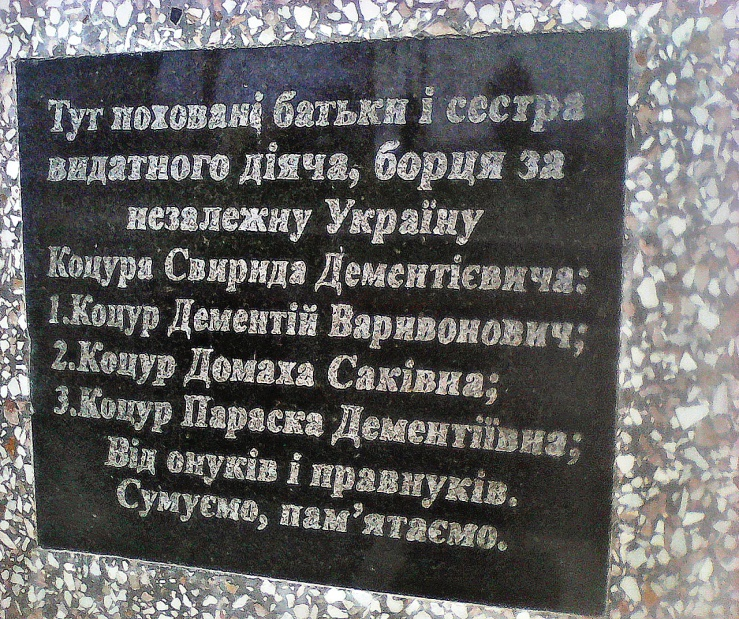 Тут поховані батьки і сестра
видатного діяча, борця за
незалежну Україну
Коцура Свирида Дементієвича:
1.Коцур Дементій Варивонович;
2.Коцур Домаха Саківна;
3.Коцур Параска Дементіївна;
Від онуків і правнуків.
Сумуємо, пам’ятаємо.